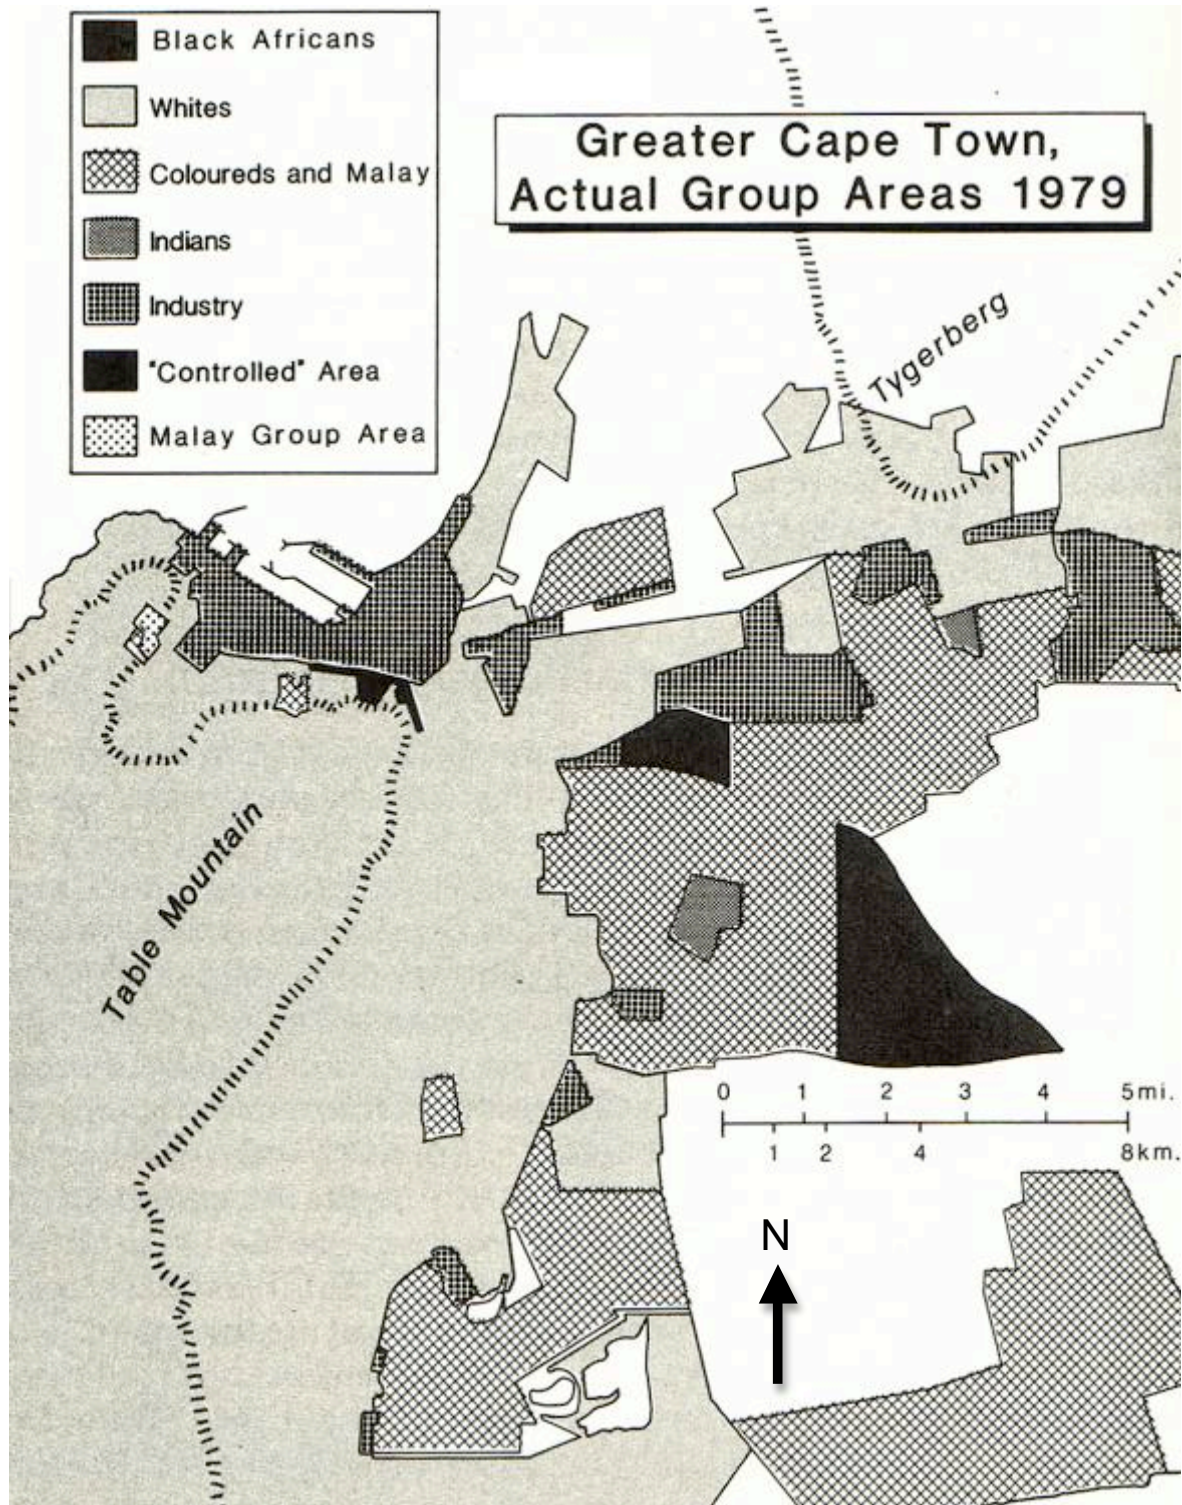 Black Africans
Whites
Coloureds and Malay
Indians
Industry
"Controlled" Area
Malay Group Area
Greater Cape Town,
Actual Group Areas 1979
Tygerberg
Table Mountain
0 1 2 3 4 5mi.
1 2 4 8km.
N